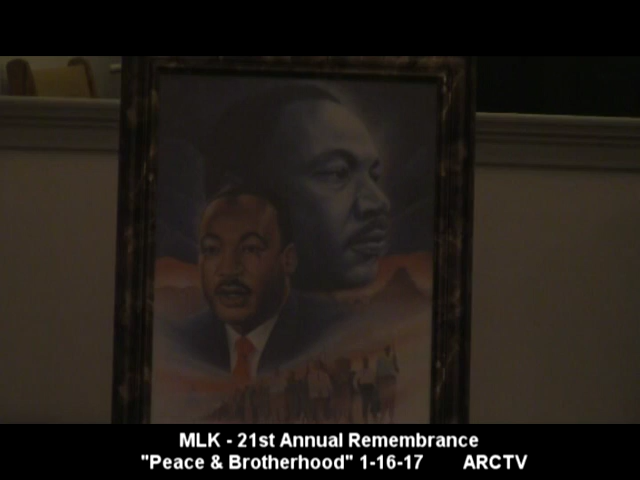 MLK - 21st Annual Remembrance
"Peace & Brotherhood" 1-16-17 ARCTV